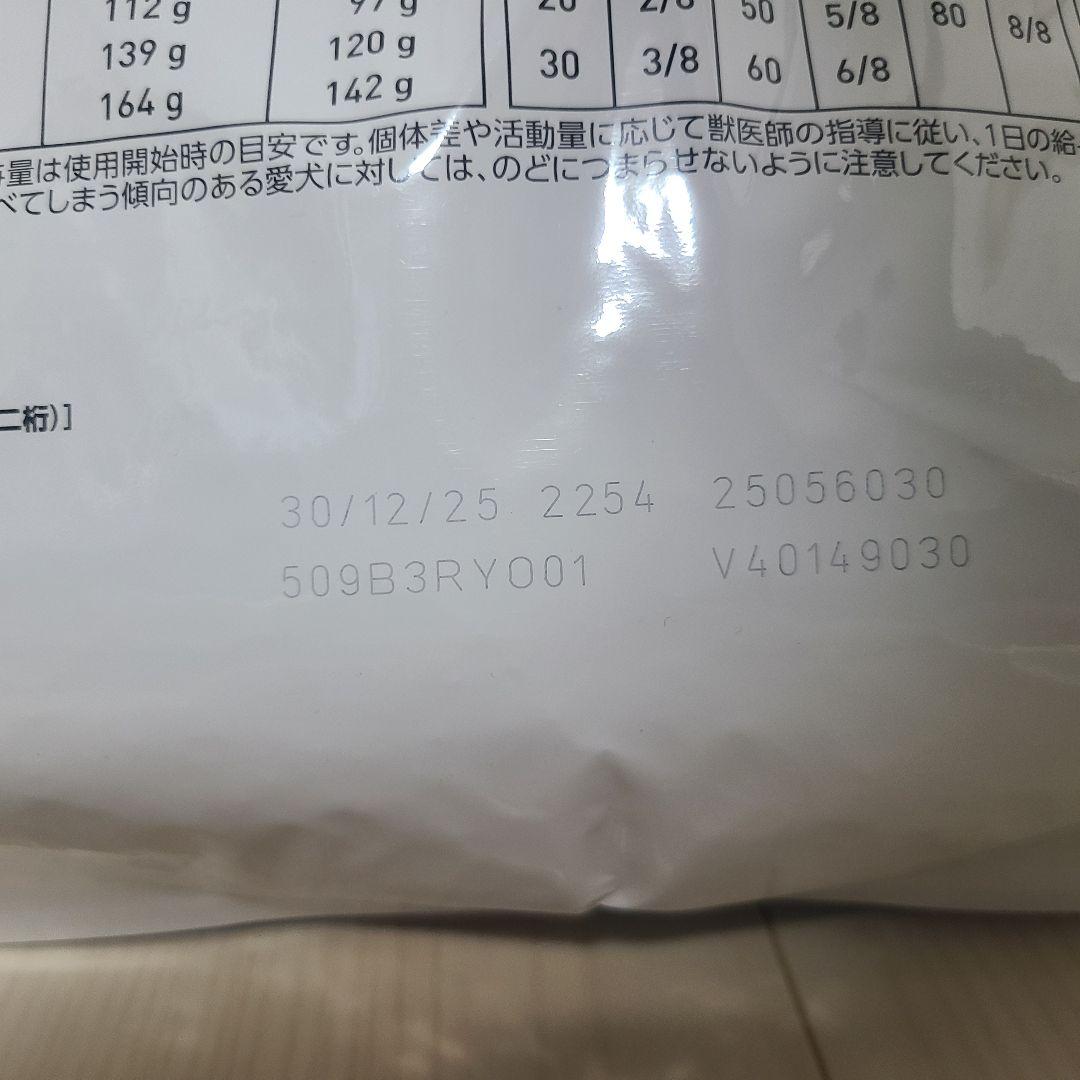 112 g 97 g 20 2/8 50 5/8 80 8/8
139 g 120 g 30 3/8 60 6/8
164 g 142 g
量は使用開始時の目安です。個体差や活動量に応じて獣医師の指導に従い、1日の給
べてしまう傾向のある愛犬に対しては、のどにつまらせないように注意してください。
二桁)]
30/12/25 2254 25056030
509B3RYO01 V40149030